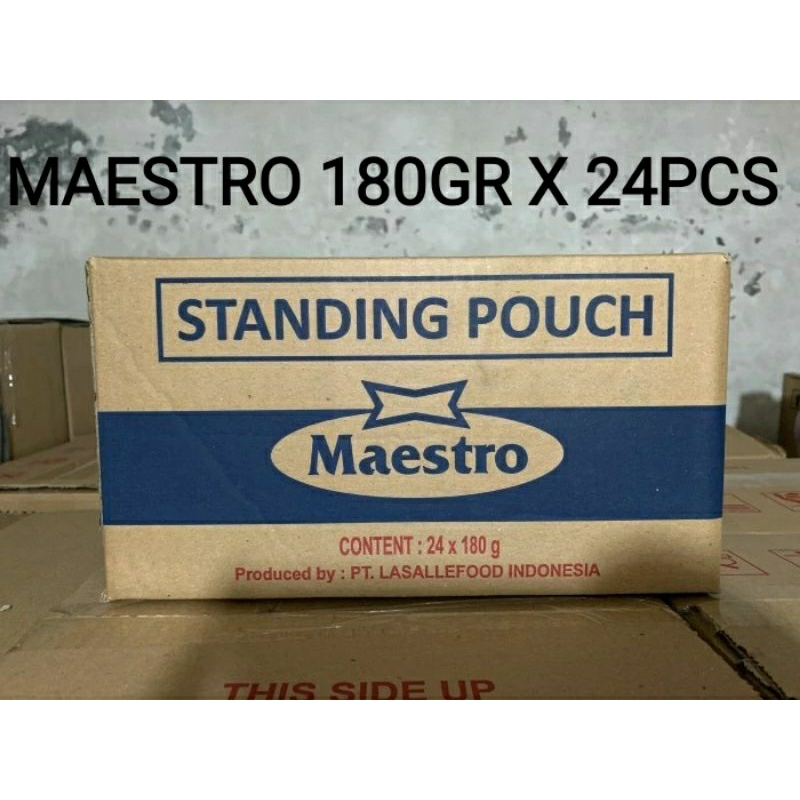 MAESTRO 180GR X 24PCS
STANDING POUCH
Maestro
CONTENT : 24 x 180 g
Produced by : PT. LASALLEFOOD INDONESIA
THIS SIDE UP